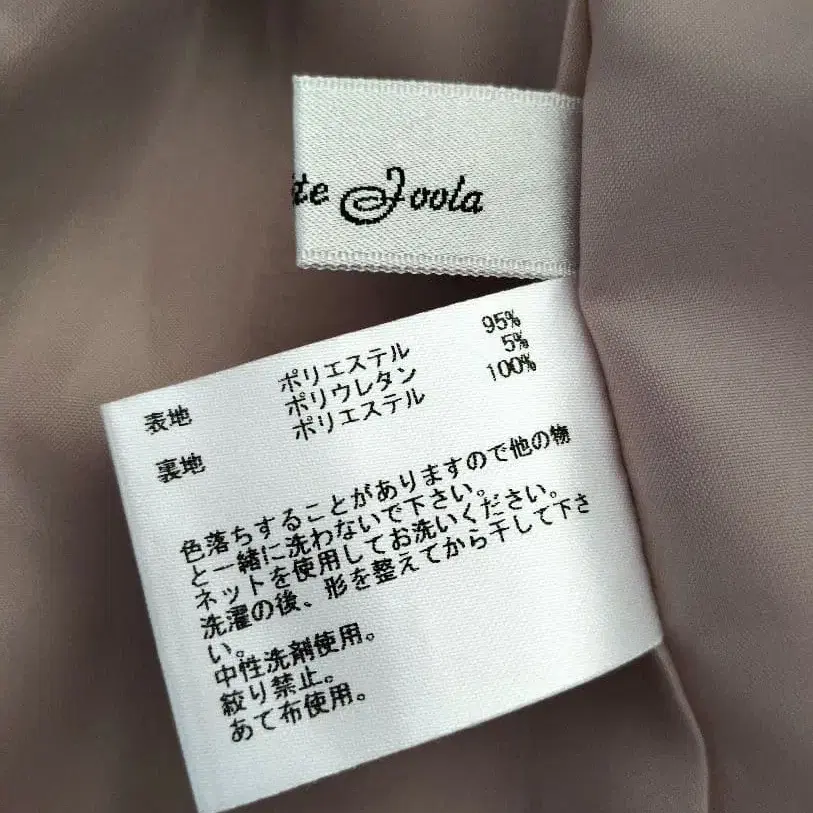 te Joola
表地 ポリエステル 95%
ポリウレタン 5%
裏地 ポリエステル 100%
色落ちすることがありますので他の物
と一緒に洗わないで下さい。
ネットを使用してお洗いください。
洗濯の後、形を整えてから干して下さ
い。
中性洗剤使用。
絞り禁止。
あて布使用。